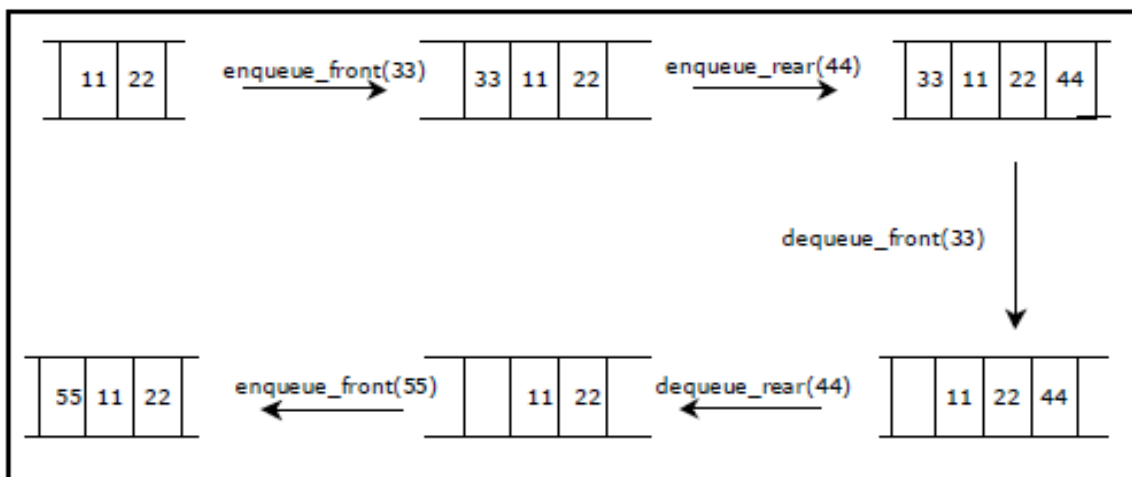 11 22
enqueue_front(33)
33 11 22
enqueue_rear(44)
33 11 22 44
dequeue_front(33)
11 22 44
dequeue_rear(44)
11 22
enqueue_front(55)
55 11 22